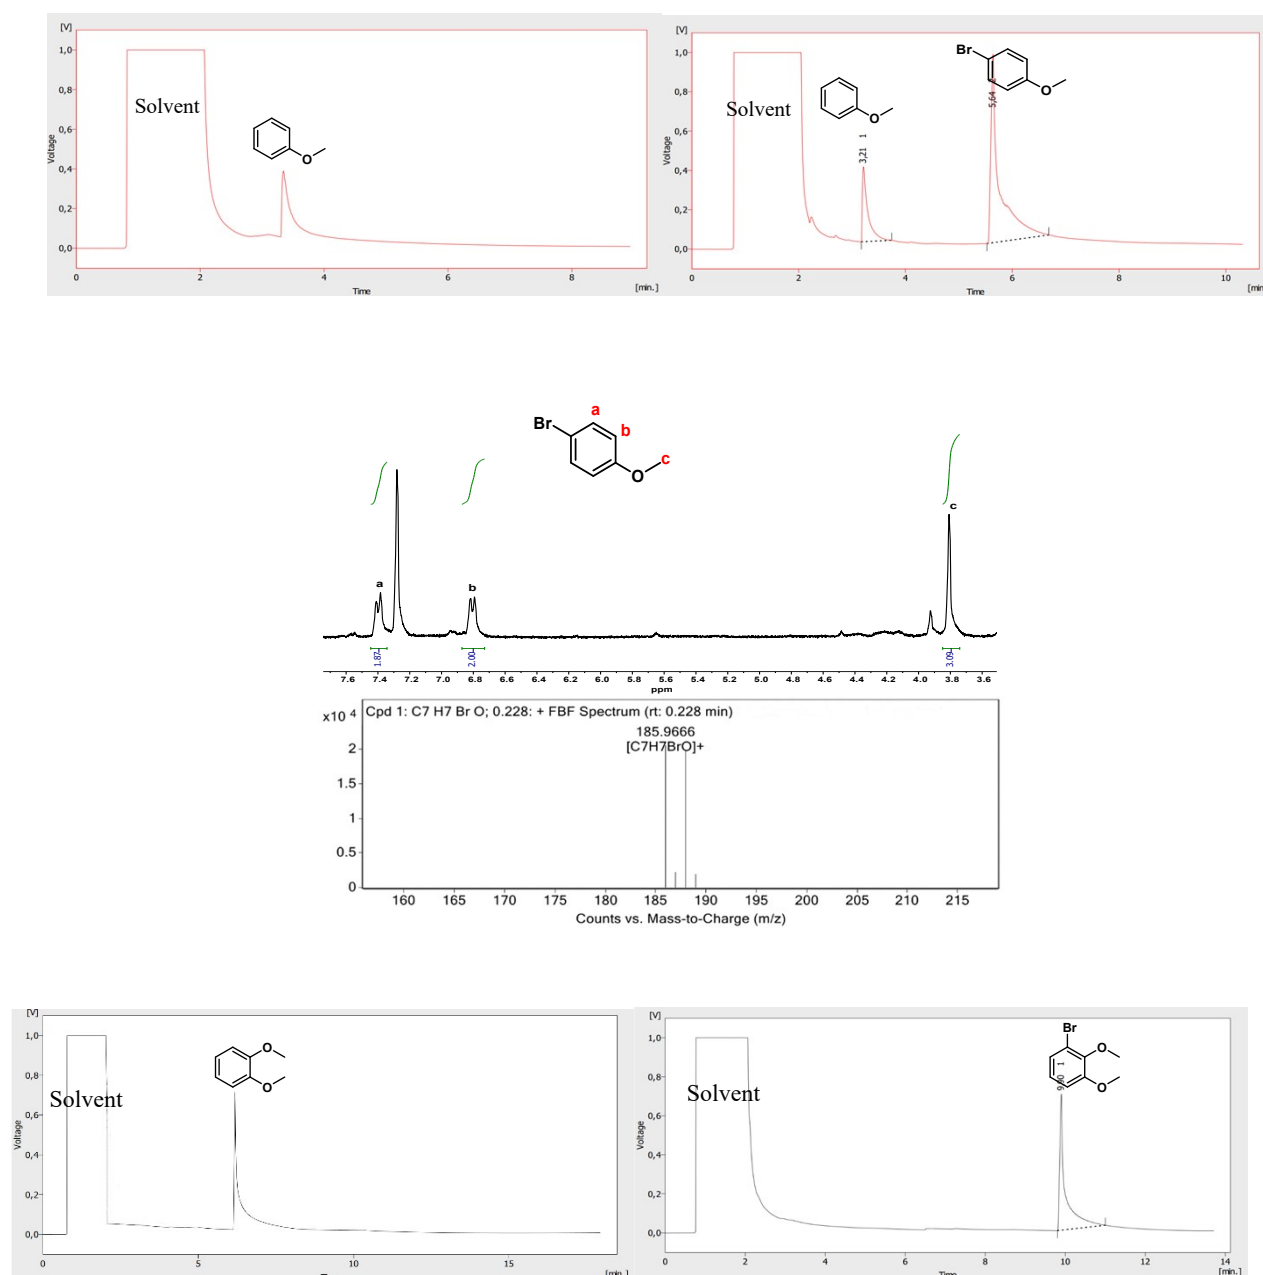 [V]
1,0
0,8
0,6
0,4
0,2
0,0
Voltage
Solvent
O
0
2
4
6
8
Time
[min.]
[V]
1,0
0,8
0,6
0,4
0,2
0,0
Voltage
Solvent
O
3,21 1
Br
O
5,64
0
2
4
6
8
10
Time
[min
Br
a
b
O
c
a
b
c
1.87
2.00
3.09
7.6 7.4 7.2 7.0 6.8 6.6 6.4 6.2 6.0 5.8 5.6 5.4 5.2 5.0 4.8 4.6 4.4 4.2 4.0 3.8 3.6
ppm
x10 4
Cpd 1: C7 H7 Br O; 0.228: + FBF Spectrum (rt: 0.228 min)
185.9666
[C7H7BrO]+
2
1.5
1
0.5
0
160 165 170 175 180 185 190 195 200 205 210 215
Counts vs. Mass-to-Charge (m/z)
[V]
1,0
0,8
0,6
0,4
0,2
0,0
Voltage
Solvent
O
O
0
5
10
15
[min.]
[V]
1,0
0,8
0,6
0,4
0,2
0,0
Voltage
Solvent
Br
O
O
9,90 1
0
2
4
6
8
10
12
14
Time
[min.]